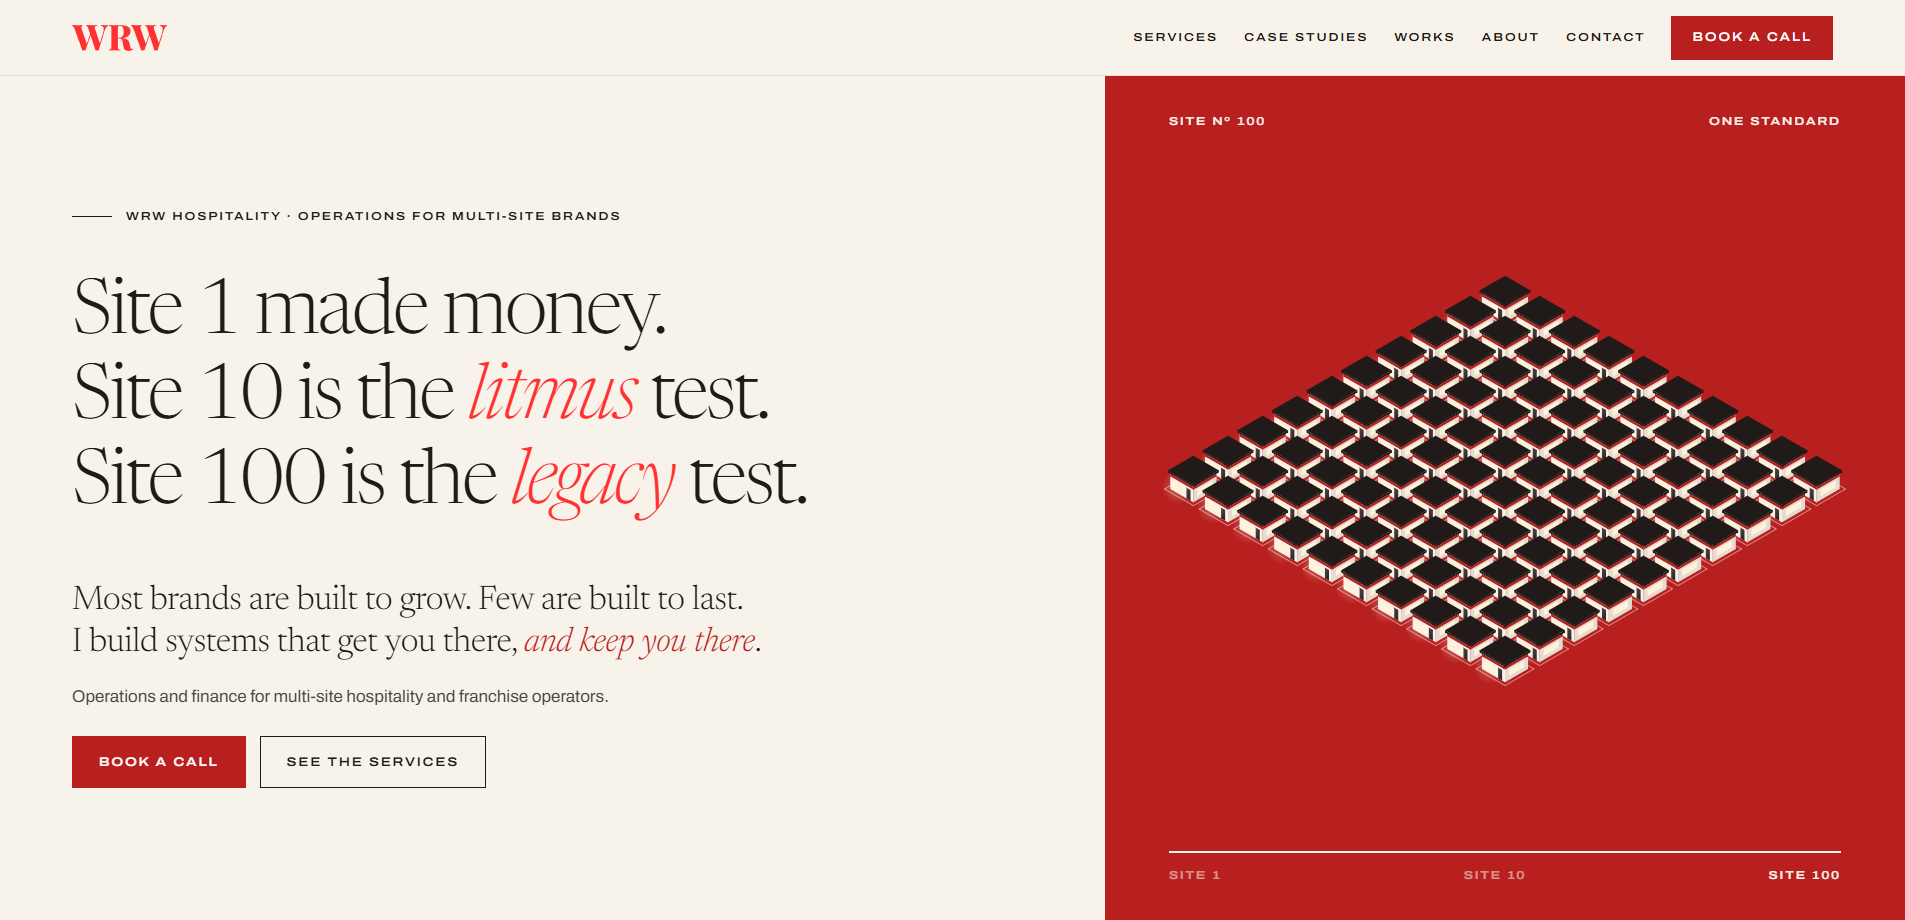 WRW
SERVICES CASE STUDIES WORKS ABOUT CONTACT BOOK A CALL
WRW HOSPITALITY · OPERATIONS FOR MULTI-SITE BRANDS
Site 1 made money.
Site 10 is the litmus test.
Site 100 is the legacy test.
Most brands are built to grow. Few are built to last.
I build systems that get you there, and keep you there.
Operations and finance for multi-site hospitality and franchise operators.
BOOK A CALL SEE THE SERVICES
SITE Nº 100 ONE STANDARD
SITE 1 SITE 10 SITE 100